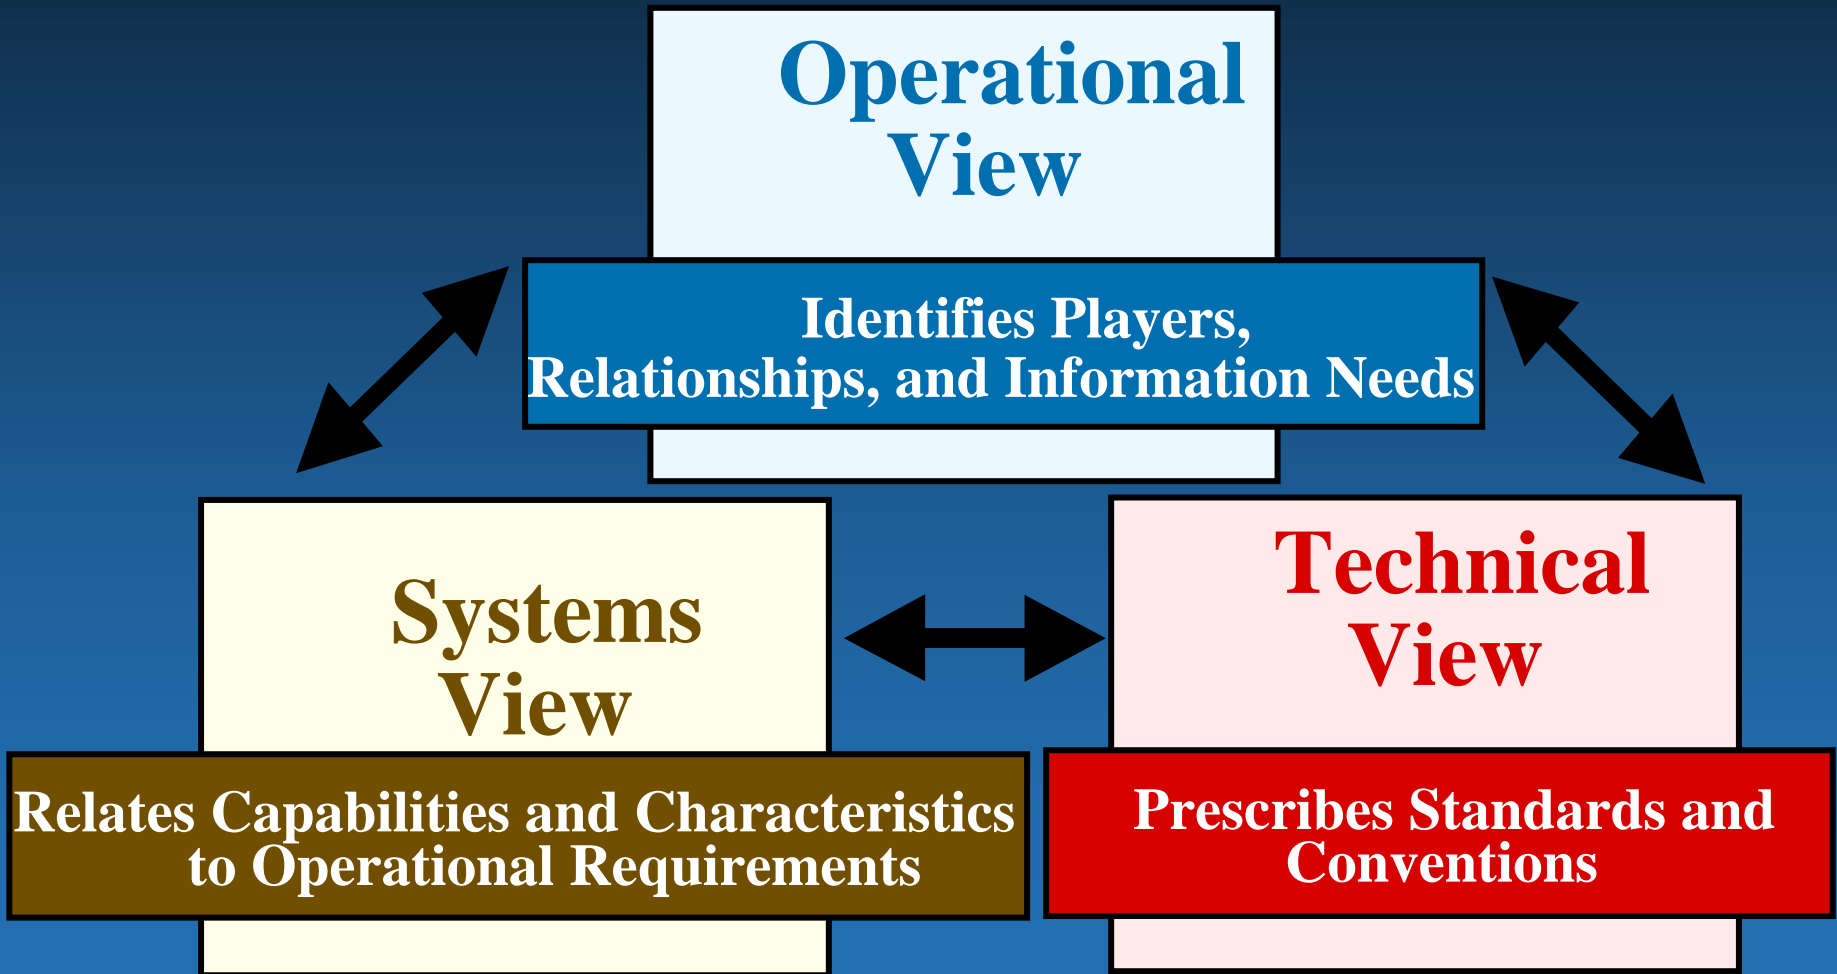 Operational
View
Identifies Players,
Relationships, and Information Needs
Systems
View
Relates Capabilities and Characteristics
to Operational Requirements
Technical
View
Prescribes Standards and
Conventions